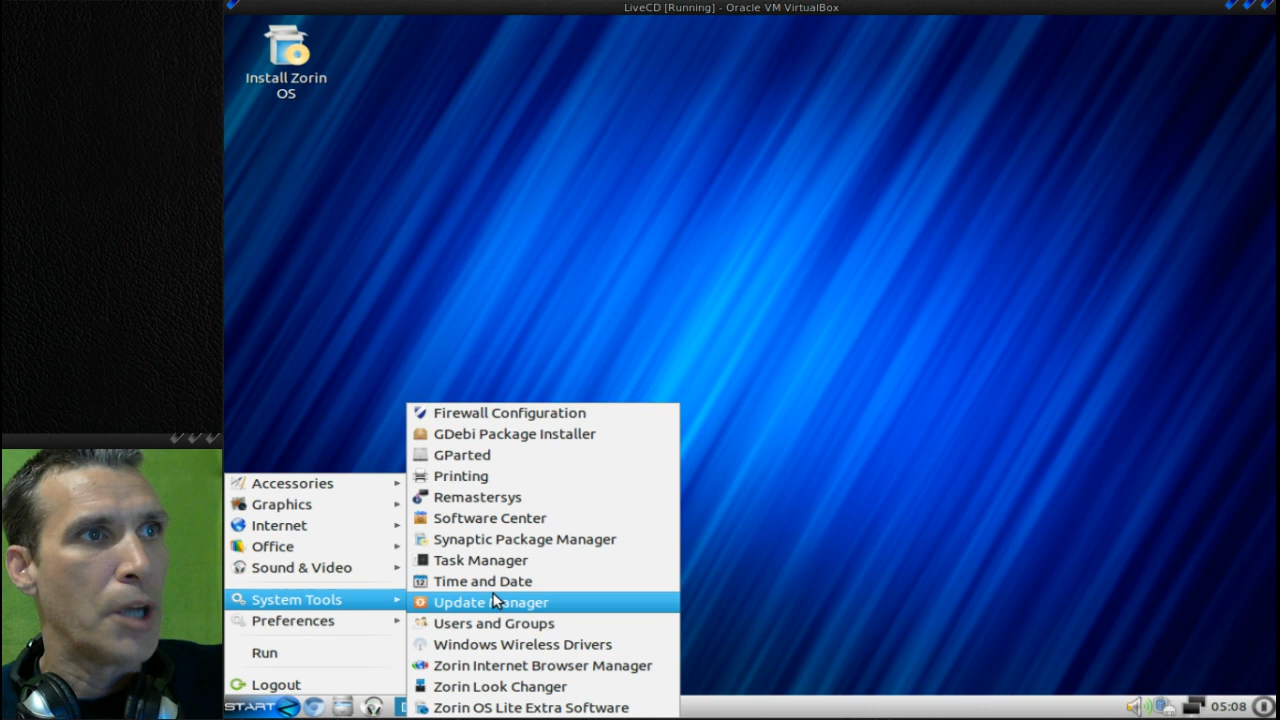 LiveCD [Running] - Oracle VM VirtualBox
Install Zorin
OS
Firewall Configuration
GDebi Package Installer
GParted
Printing
Remastersys
Software Center
Synaptic Package Manager
Task Manager
Time and Date
Update Manager
Users and Groups
Windows Wireless Drivers
Zorin Internet Browser Manager
Zorin Look Changer
Zorin OS Lite Extra Software
Accessories
Graphics
Internet
Office
Sound & Video
System Tools
Preferences
Run
Logout
START
05:08